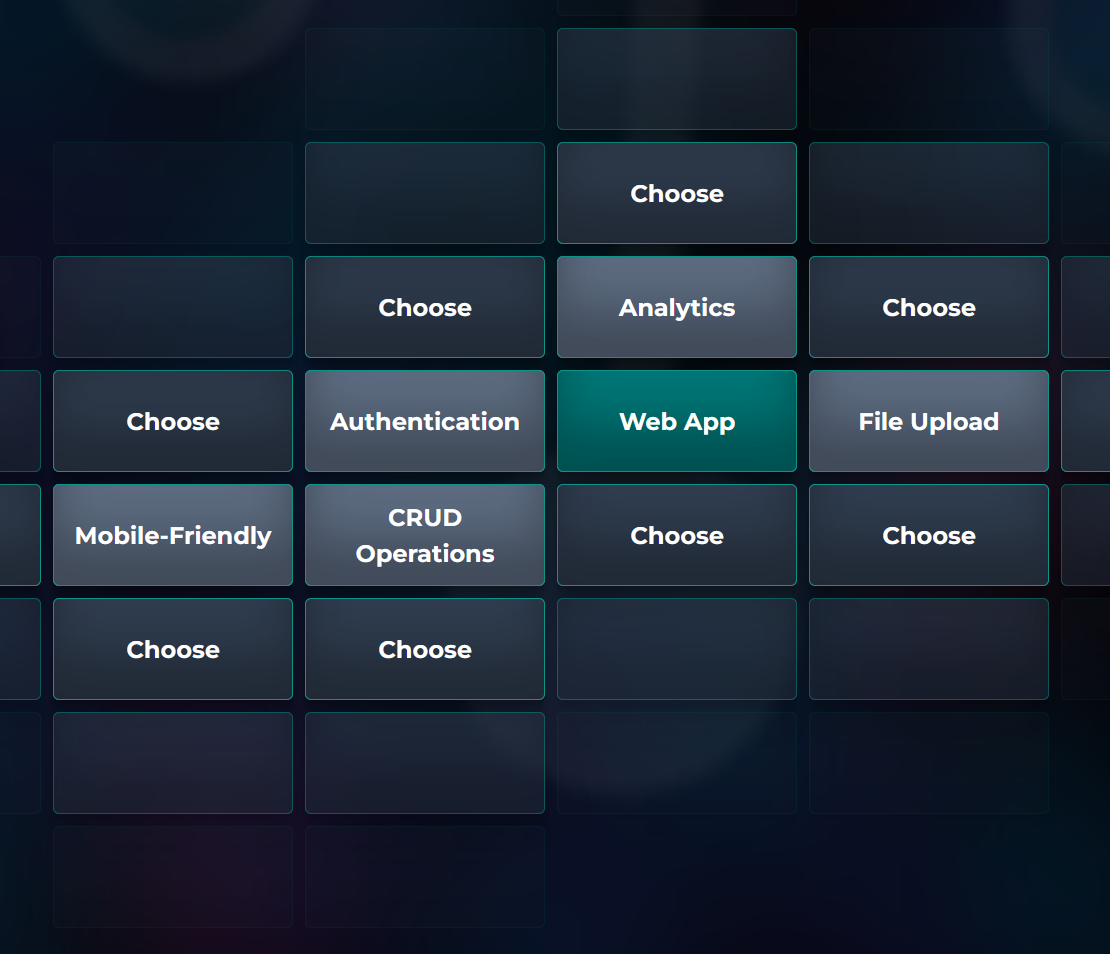 Choose
Choose
Analytics
Choose
Choose
Authentication
Web App
File Upload
Mobile-Friendly
CRUD
Operations
Choose
Choose
Choose
Choose